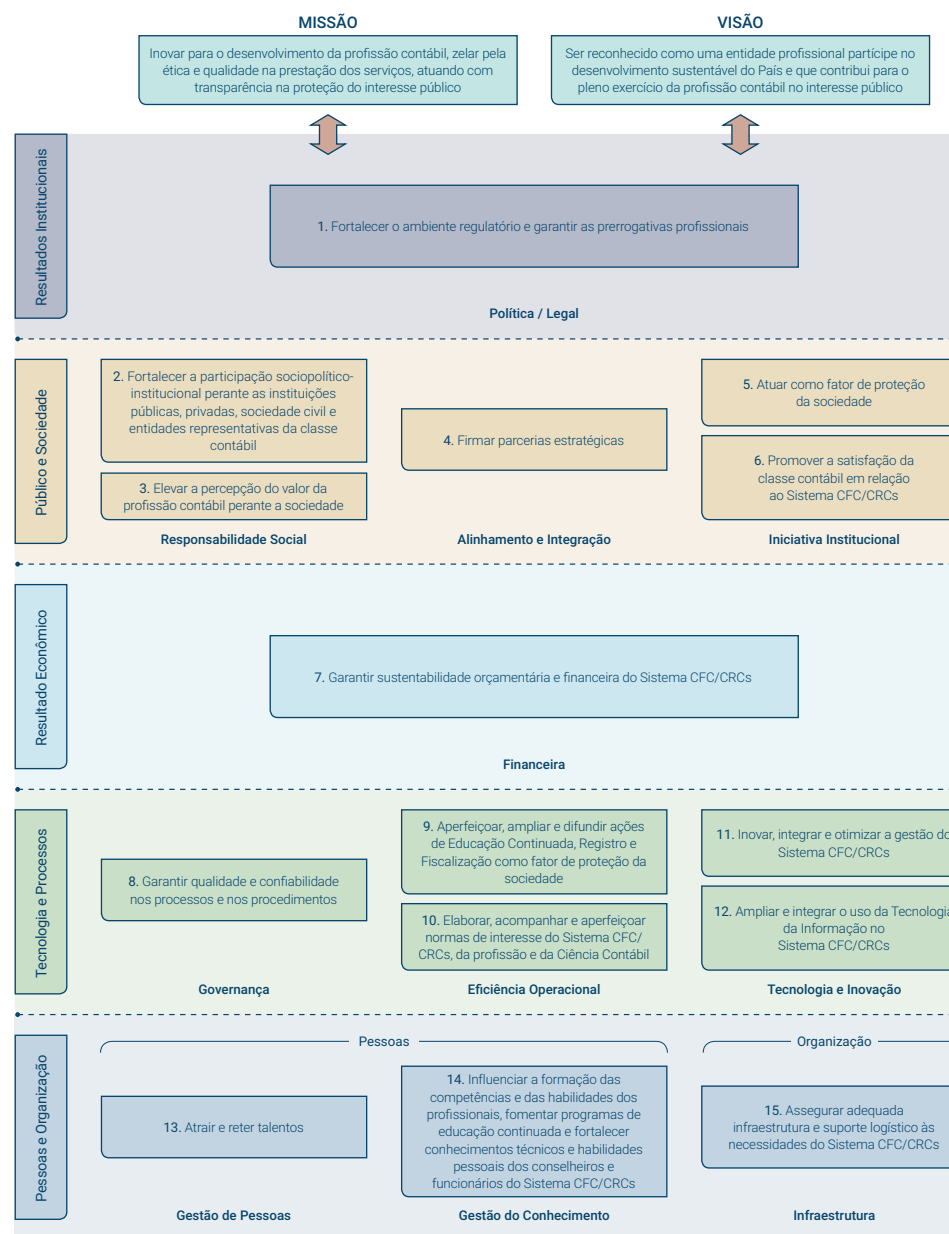 MISSÃO
Inovar para o desenvolvimento da profissão contábil, zelar pela
ética e qualidade na prestação dos serviços, atuando com
transparência na proteção do interesse público
VISÃO
Ser reconhecido como uma entidade profissional partícipe no
desenvolvimento sustentável do País e que contribui para o
pleno exercício da profissão contábil no interesse público
Resultados Institucionais
1. Fortalecer o ambiente regulatório e garantir as prerrogativas profissionais
Política / Legal
Público e Sociedade
2. Fortalecer a participação sociopolítico-
institucional perante as instituições
públicas, privadas, sociedade civil e
entidades representativas da classe
contábil
3. Elevar a percepção do valor da
profissão contábil perante a sociedade
Responsabilidade Social
4. Firmar parcerias estratégicas
Alinhamento e Integração
5. Atuar como fator de proteção
da sociedade
6. Promover a satisfação da
classe contábil em relação
ao Sistema CFC/CRCs
Iniciativa Institucional
Resultado Econômico
7. Garantir sustentabilidade orçamentária e financeira do Sistema CFC/CRCs
Financeira
Tecnologia e Processos
8. Garantir qualidade e confiabilidade
nos processos e nos procedimentos
Governança
9. Aperfeiçoar, ampliar e difundir ações
de Educação Continuada, Registro e
Fiscalização como fator de proteção da
sociedade
10. Elaborar, acompanhar e aperfeiçoar
normas de interesse do Sistema CFC/
CRCs, da profissão e da Ciência Contábil
Eficiência Operacional
11. Inovar, integrar e otimizar a gestão do
Sistema CFC/CRCs
12. Ampliar e integrar o uso da Tecnologia
da Informação no
Sistema CFC/CRCs
Tecnologia e Inovação
Pessoas e Organização
Pessoas
13. Atrair e reter talentos
Gestão de Pessoas
14. Influenciar a formação das
competências e das habilidades dos
profissionais, fomentar programas de
educação continuada e fortalecer
conhecimentos técnicos e habilidades
pessoais dos conselheiros e
funcionários do Sistema CFC/CRCs
Gestão do Conhecimento
Organização
15. Assegurar adequada
infraestrutura e suporte logístico às
necessidades do Sistema CFC/CRCs
Infraestrutura